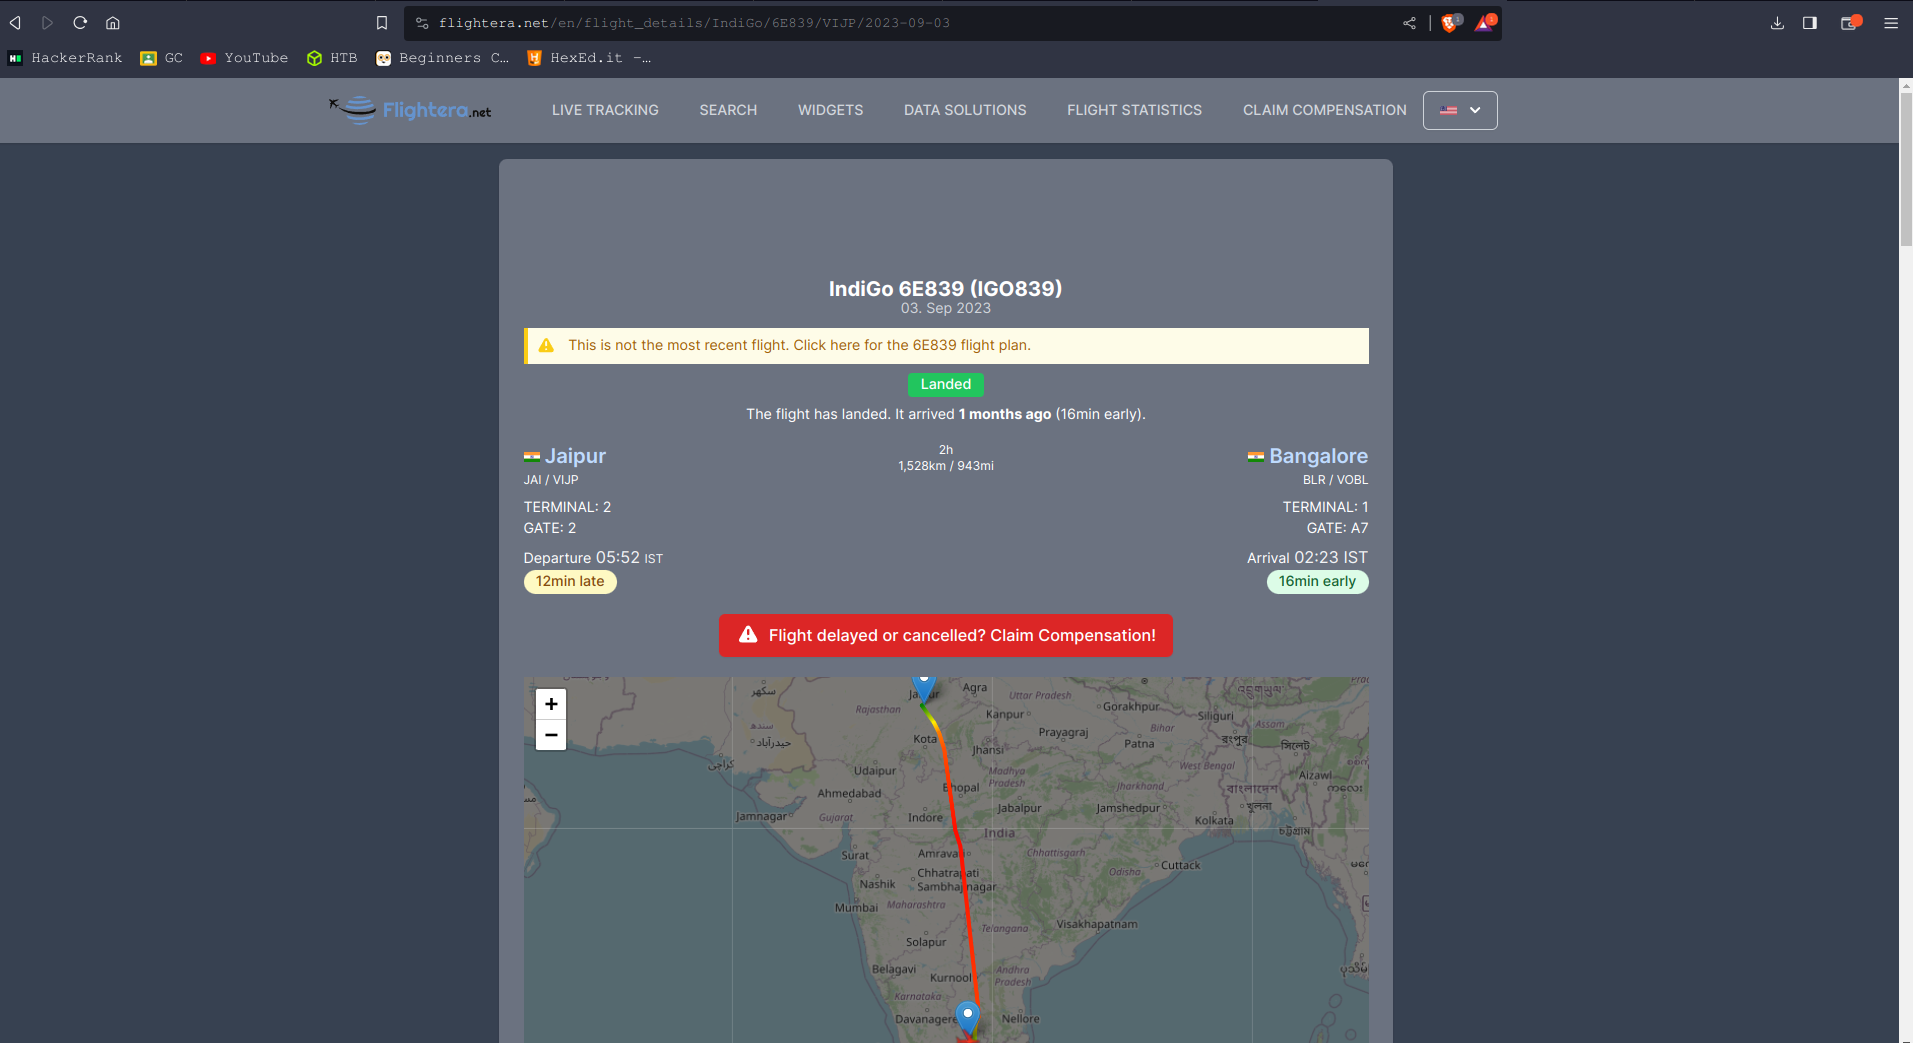 flightera.net/en/flight_details/IndiGo/6E839/VIJP/2023-09-03
HackerRank GC YouTube HTB Beginners C… HexEd.it -…
Flightera.net LIVE TRACKING SEARCH WIDGETS DATA SOLUTIONS FLIGHT STATISTICS CLAIM COMPENSATION
IndiGo 6E839 (IGO839)
03. Sep 2023
This is not the most recent flight. Click here for the 6E839 flight plan.
Landed
The flight has landed. It arrived 1 months ago (16min early).
Jaipur
JAI / VIJP
TERMINAL: 2
GATE: 2
Departure 05:52 IST
12min late
2h
1,528km / 943mi
Bangalore
BLR / VOBL
TERMINAL: 1
GATE: A7
Arrival 02:23 IST
16min early
Flight delayed or cancelled? Claim Compensation!
+
−
سکھر
Agra
Uttar Pradesh
Rajasthan
Kanpur
Gorakhpur
Siliguri
Assam
سنڌ
حیدرآباد
Kota
Jhansi
Prayagraj
Bihar
Patna
রংপুর
সিলেট
کراچی
Udaipur
Madhya
Pradesh
West Bengal
Aizawl
Ahmedabad
Bhopal
Jharkhand
বাংলাদেশ
Jamnagar
Gujarat
Indore
Jabalpur
Jamshedpur
Kolkata
খুলনা
India
চট্টগ্রাম
Surat
Amravati
Chhattisgarh
Cuttack
Nashik
Chhatrapati
Sambhajinagar
Odisha
Mumbai
Maharashtra
Telangana
Visakhapatnam
Solapur
Belagavi
Kurnool
Andhra
Pradesh
Karnataka
Davanagere
Nellore